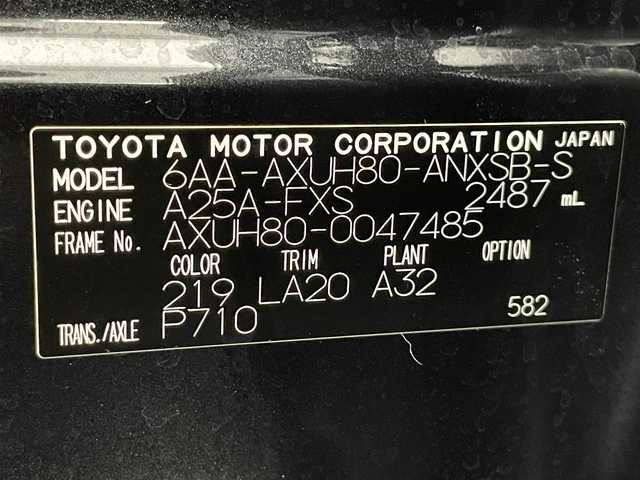 TOYOTA MOTOR CORPORATION JAPAN
MODEL 6AA-AXUH80-ANXSB-S
ENGINE A25A-FXS 2487 mL
FRAME No. AXUH80-0047485
COLOR TRIM PLANT OPTION
219 LA20 A32
TRANS./AXLE P710 582